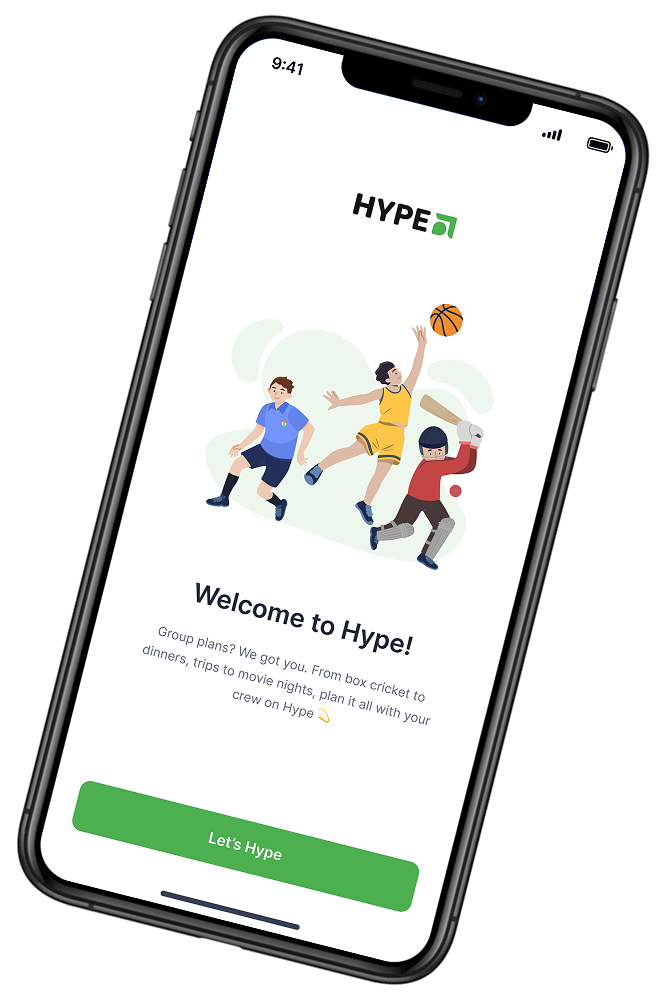 9:41
HYPE
Welcome to Hype!
Group plans? We got you. From box cricket to
dinners, trips to movie nights, plan it all with your
crew on Hype 💫
Let's Hype